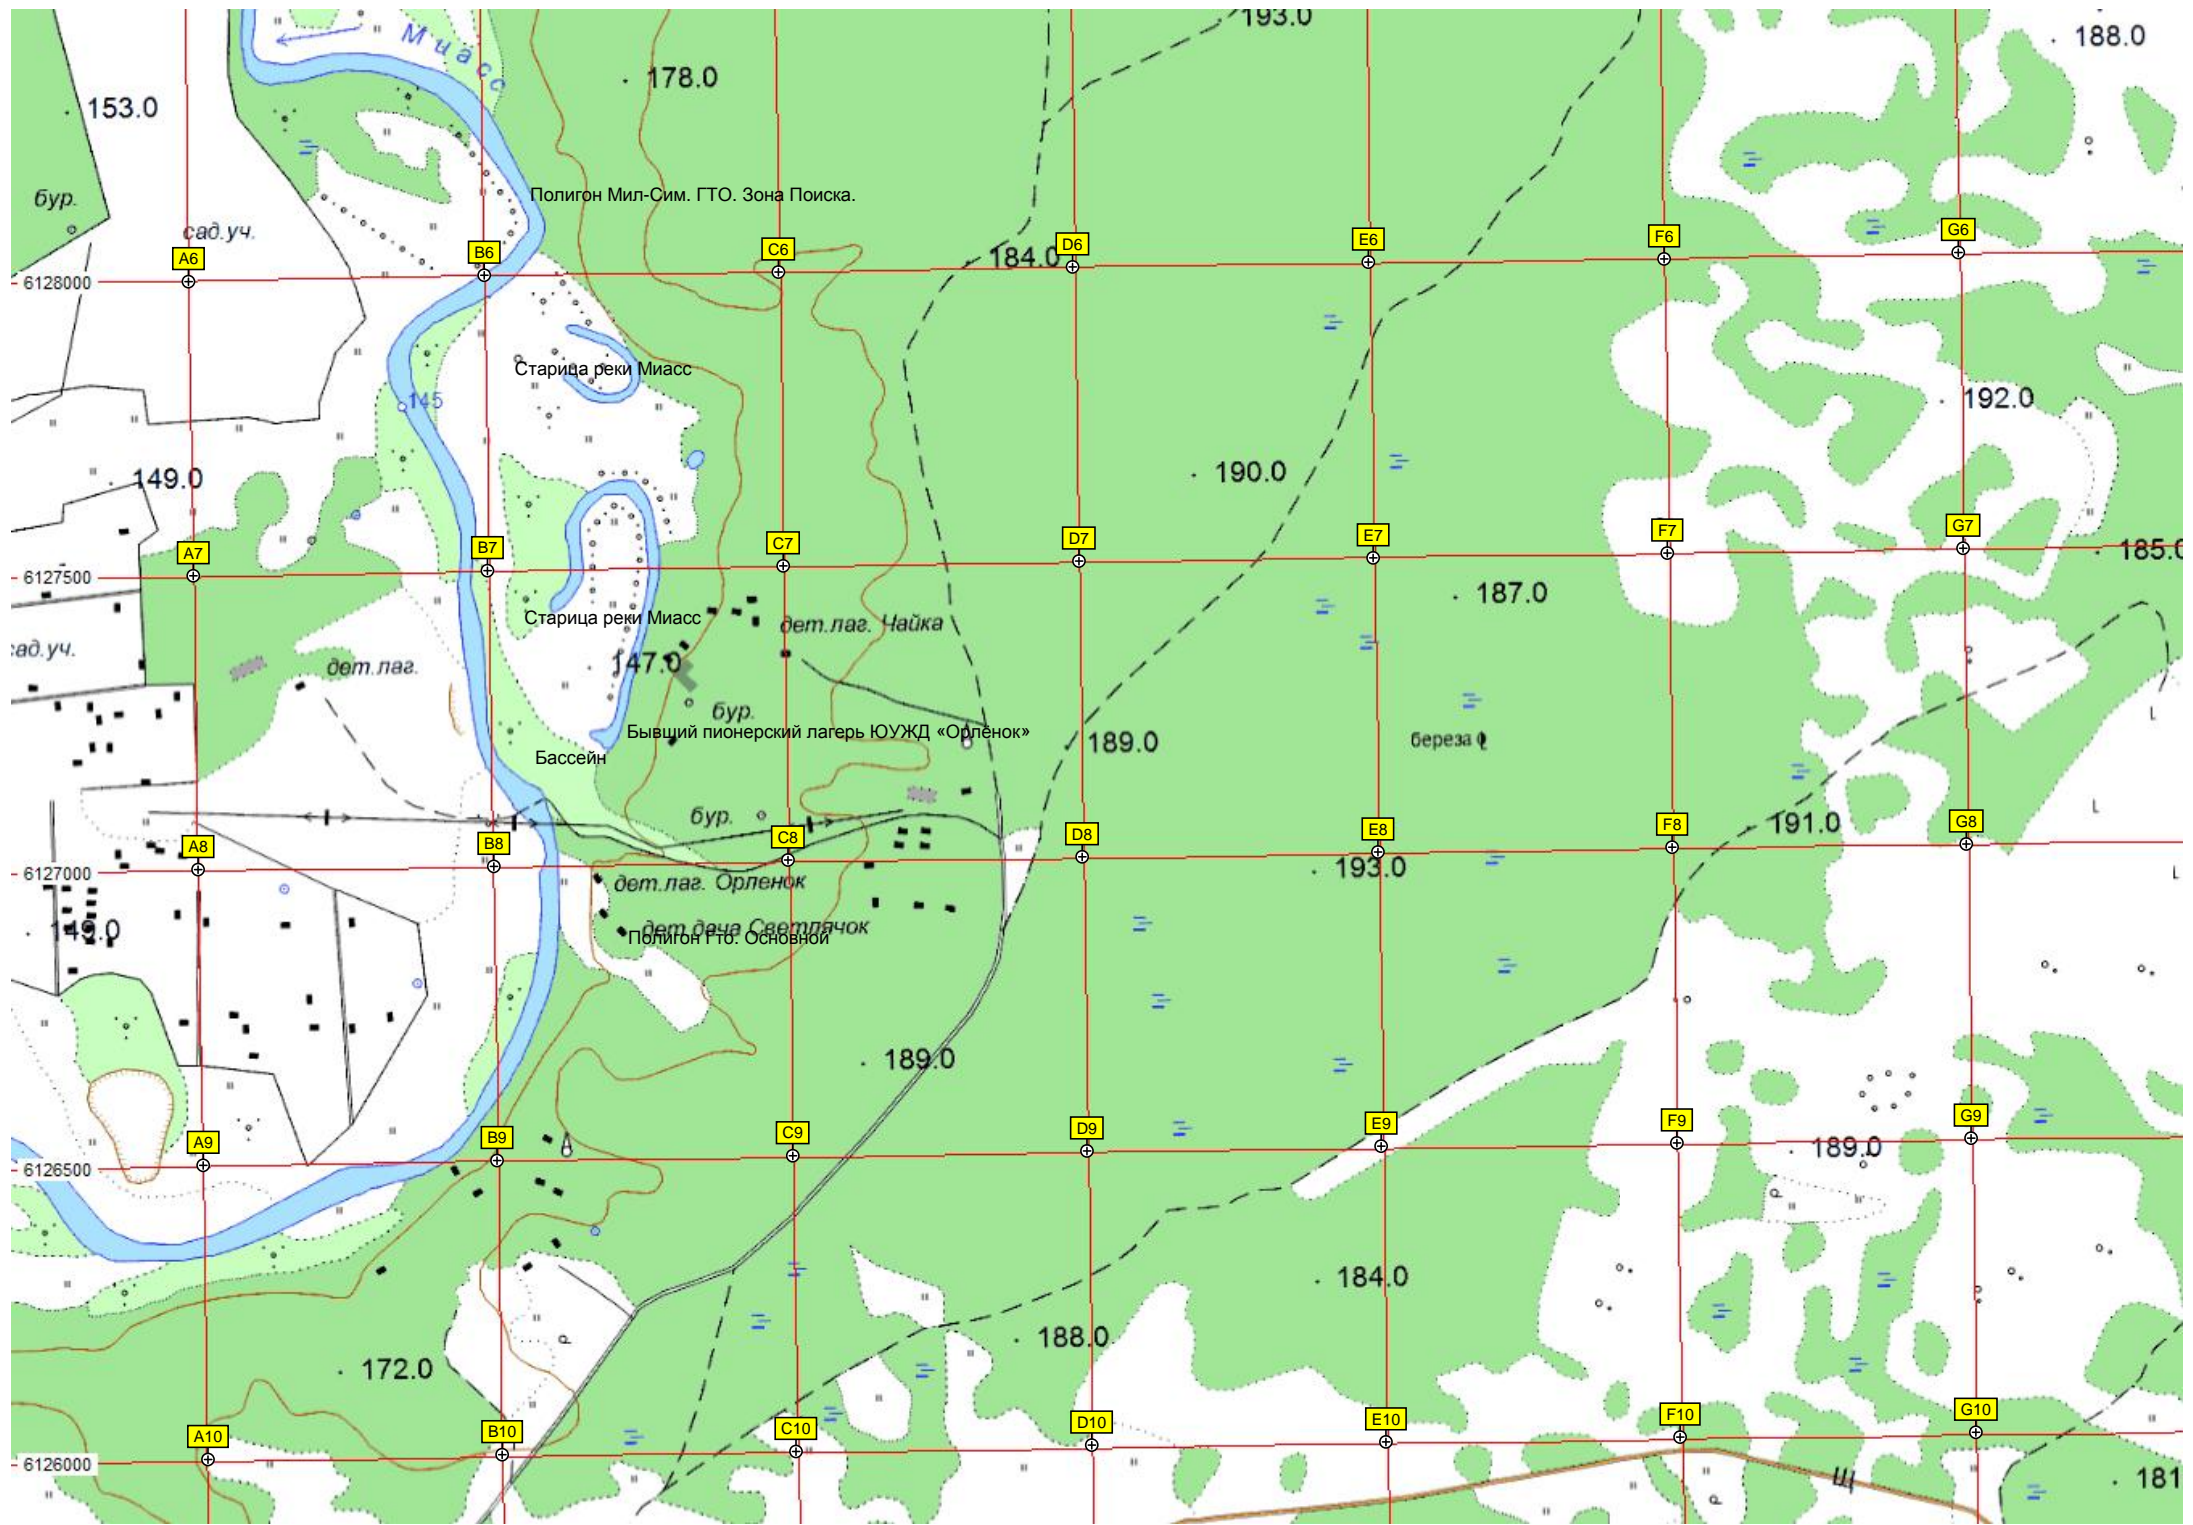 193.0
188.0
Миасс
178.0
153.0
бур.
Полигон Мил-Сим. ГТО. Зона Поиска.
сад.уч.
A6
B6
C6
184.0
D6
E6
F6
G6
6128000
Старица реки Миасс
145
192.0
149.0
190.0
A7
B7
C7
D7
E7
F7
G7
185.0
6127500
187.0
Старица реки Миасс
дет.лаг. Чайка
сад.уч.
дет.лаг.
147.0
бур.
Бывший пионерский лагерь ЮУЖД «Орлёнок»
189.0
береза
Бассейн
бур.
191.0
A8
B8
C8
D8
E8
F8
G8
6127000
193.0
дет.лаг. Орленок
149.0
дет.дача Светлячок
Полигон Гто. Основной
189.0
A9
B9
C9
D9
E9
F9
G9
6126500
189.0
184.0
188.0
172.0
A10
B10
C10
D10
E10
F10
G10
6126000
Щ
181